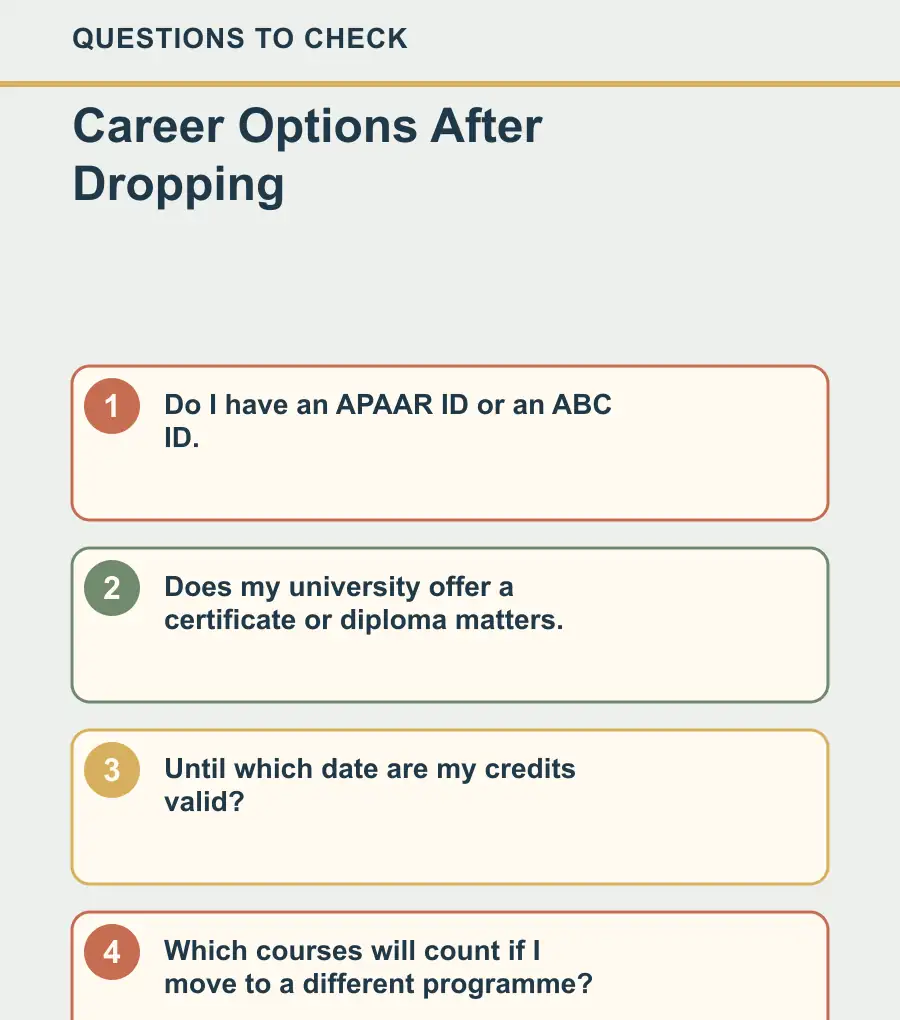 QUESTIONS TO CHECK
Career Options After
Dropping
1
Do I have an APAAR ID or an ABC
ID.
2
Does my university offer a
certificate or diploma matters.
3
Until which date are my credits
valid?
4
Which courses will count if I
move to a different programme?